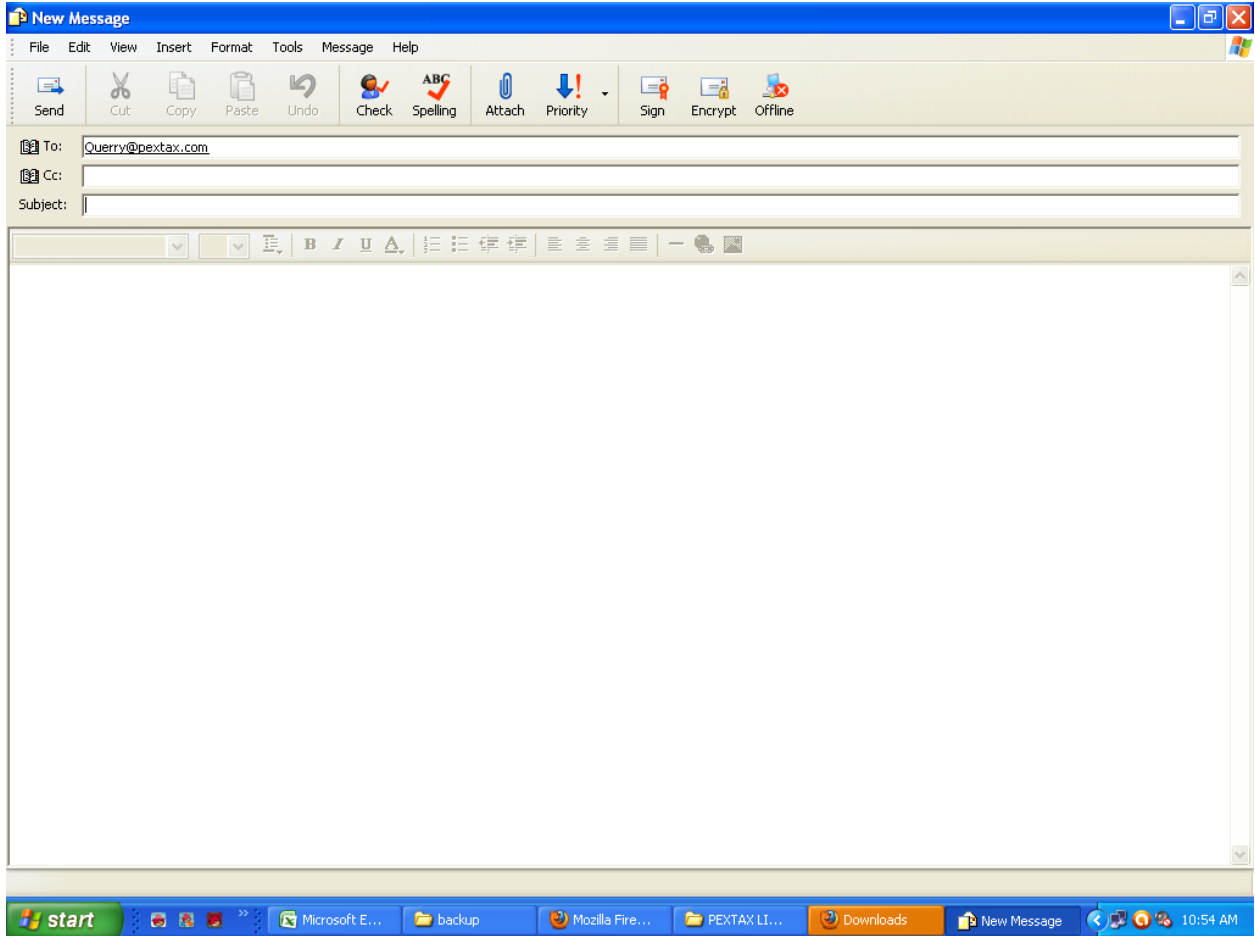 New Message
File Edit View Insert Format Tools Message Help
ABC
Send Cut Copy Paste Undo Check Spelling Attach Priority Sign Encrypt Offline
To: Querry@pextax.com
Cc:
Subject:
B I U A
start Microsoft E... backup Mozilla Fire... PEXTAX LI... Downloads New Message 10:54 AM